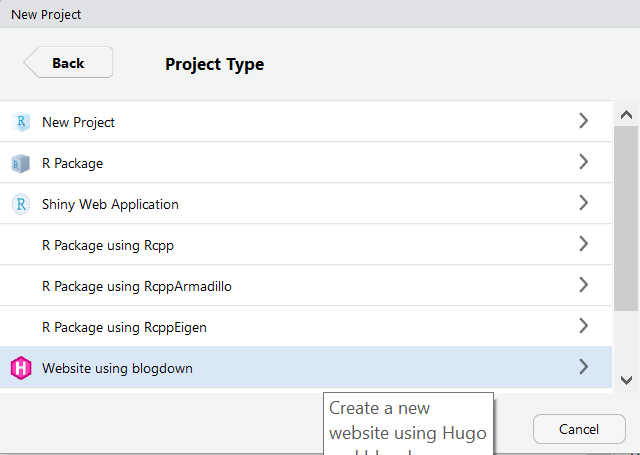 New Project
Back
Project Type
New Project
R Package
Shiny Web Application
R Package using Rcpp
R Package using RcppArmadillo
R Package using RcppEigen
Website using blogdown
Create a new
website using Hugo
Cancel